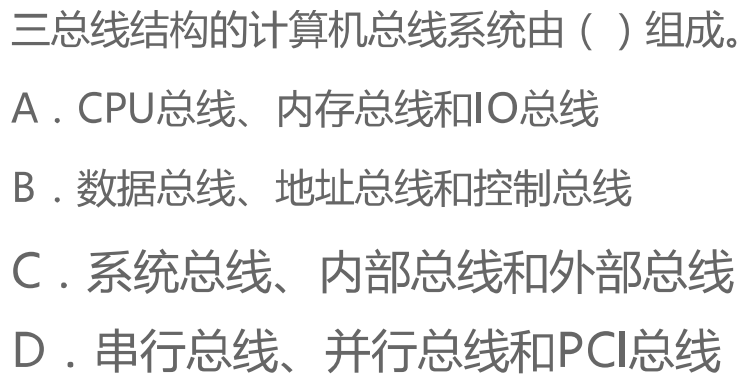 三总线结构的计算机总线系统由（ ）组成。
A．CPU总线、内存总线和IO总线
B．数据总线、地址总线和控制总线
C．系统总线、内部总线和外部总线
D．串行总线、并行总线和PCI总线